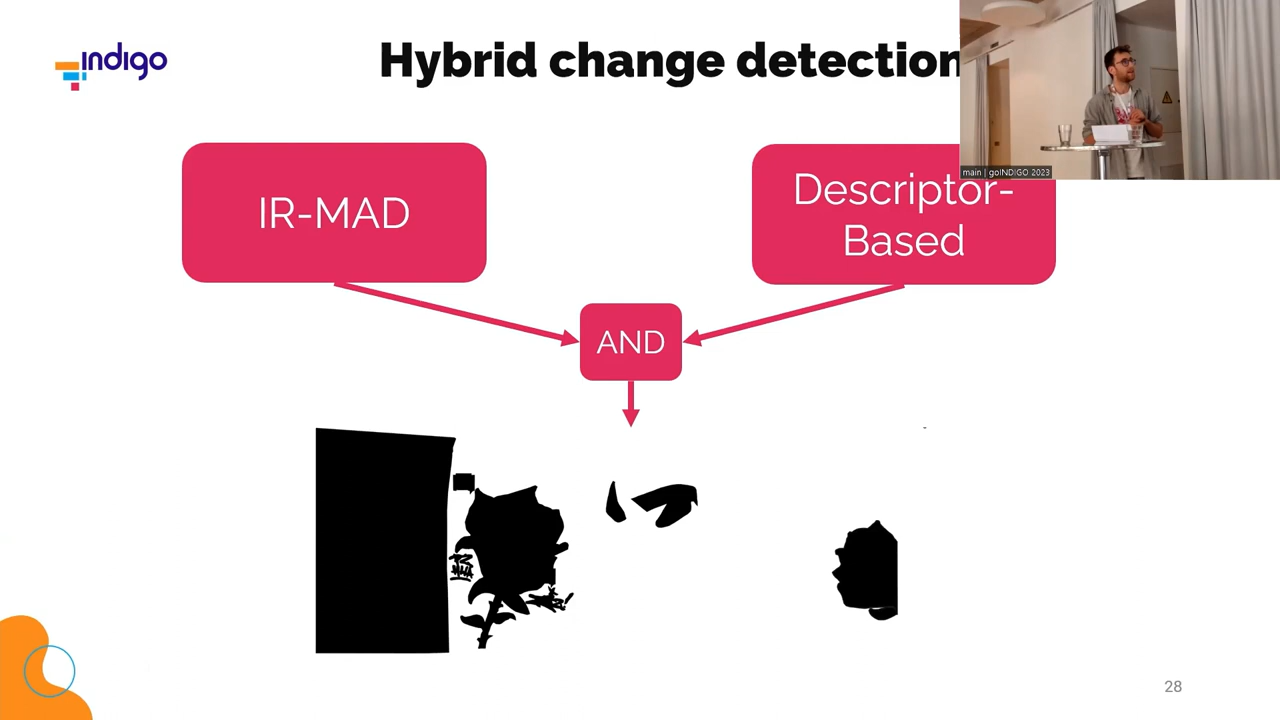 indigo
Hybrid change detection
main | goINDIGO 2023
IR-MAD
Descriptor-
Based
AND
28